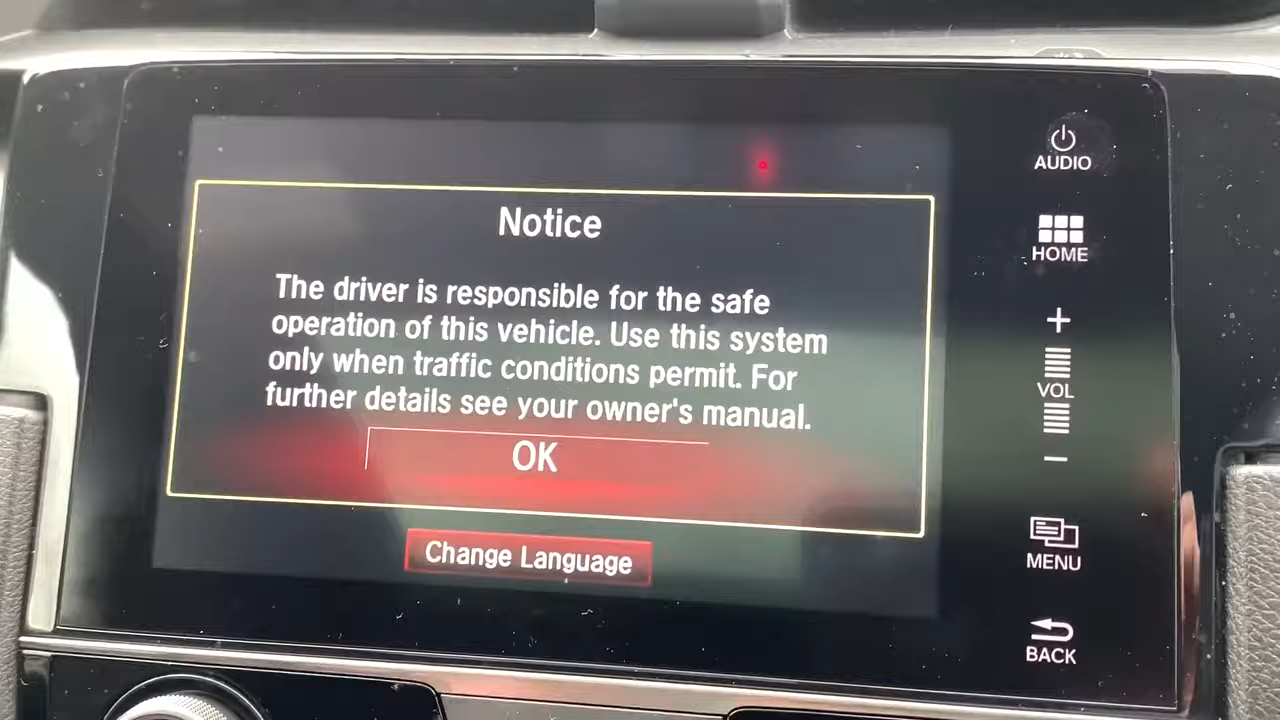 Notice
The driver is responsible for the safe
operation of this vehicle. Use this system
only when traffic conditions permit. For
further details see your owner's manual.
OK
Change Language
AUDIO
HOME
+
VOL
-
MENU
BACK